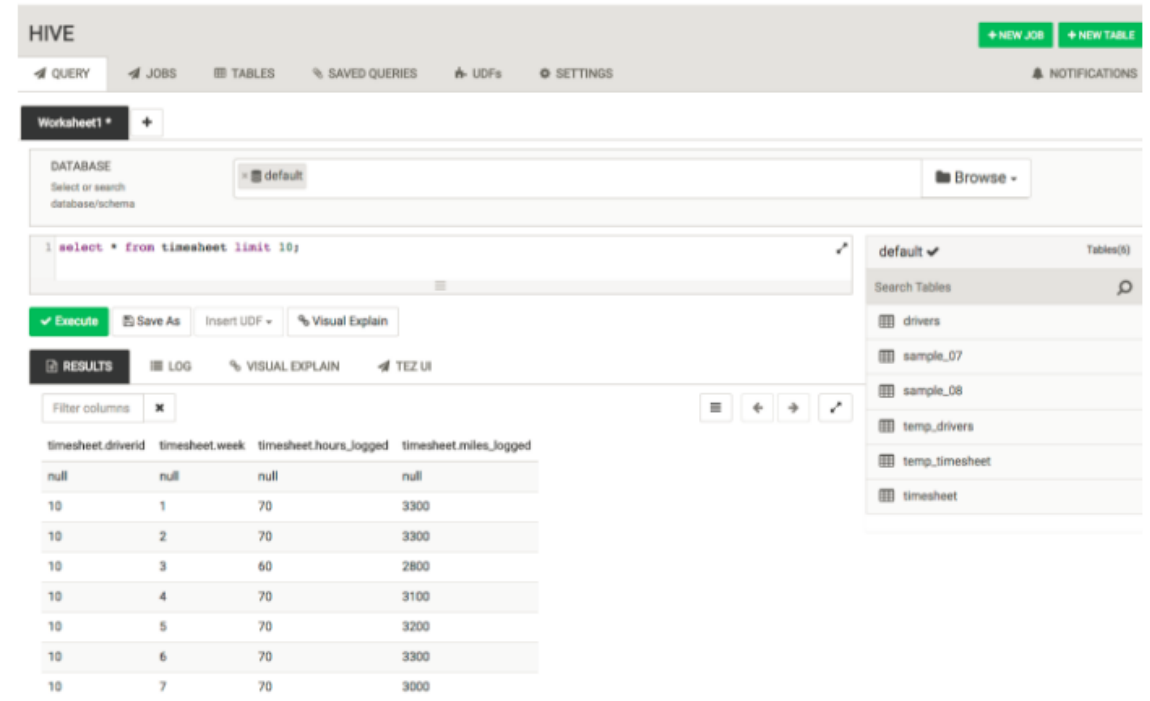 HIVE
+ NEW JOB + NEW TABLE
QUERY JOBS TABLES SAVED QUERIES UDFs SETTINGS NOTIFICATIONS
Worksheet1 * +
DATABASE
Select or search
database/schema
× default
Browse
1 select * from timesheet limit 10;
default Tables(6)
Search Tables
drivers
sample_07
sample_08
temp_drivers
temp_timesheet
timesheet
Execute Save As Insert UDF Visual Explain
RESULTS LOG VISUAL EXPLAIN TEZ UI
Filter columns
timesheet.driverid timesheet.week timesheet.hours_logged timesheet.miles_logged
null null null null
10 1 70 3300
10 2 70 3300
10 3 60 2800
10 4 70 3100
10 5 70 3200
10 6 70 3300
10 7 70 3000